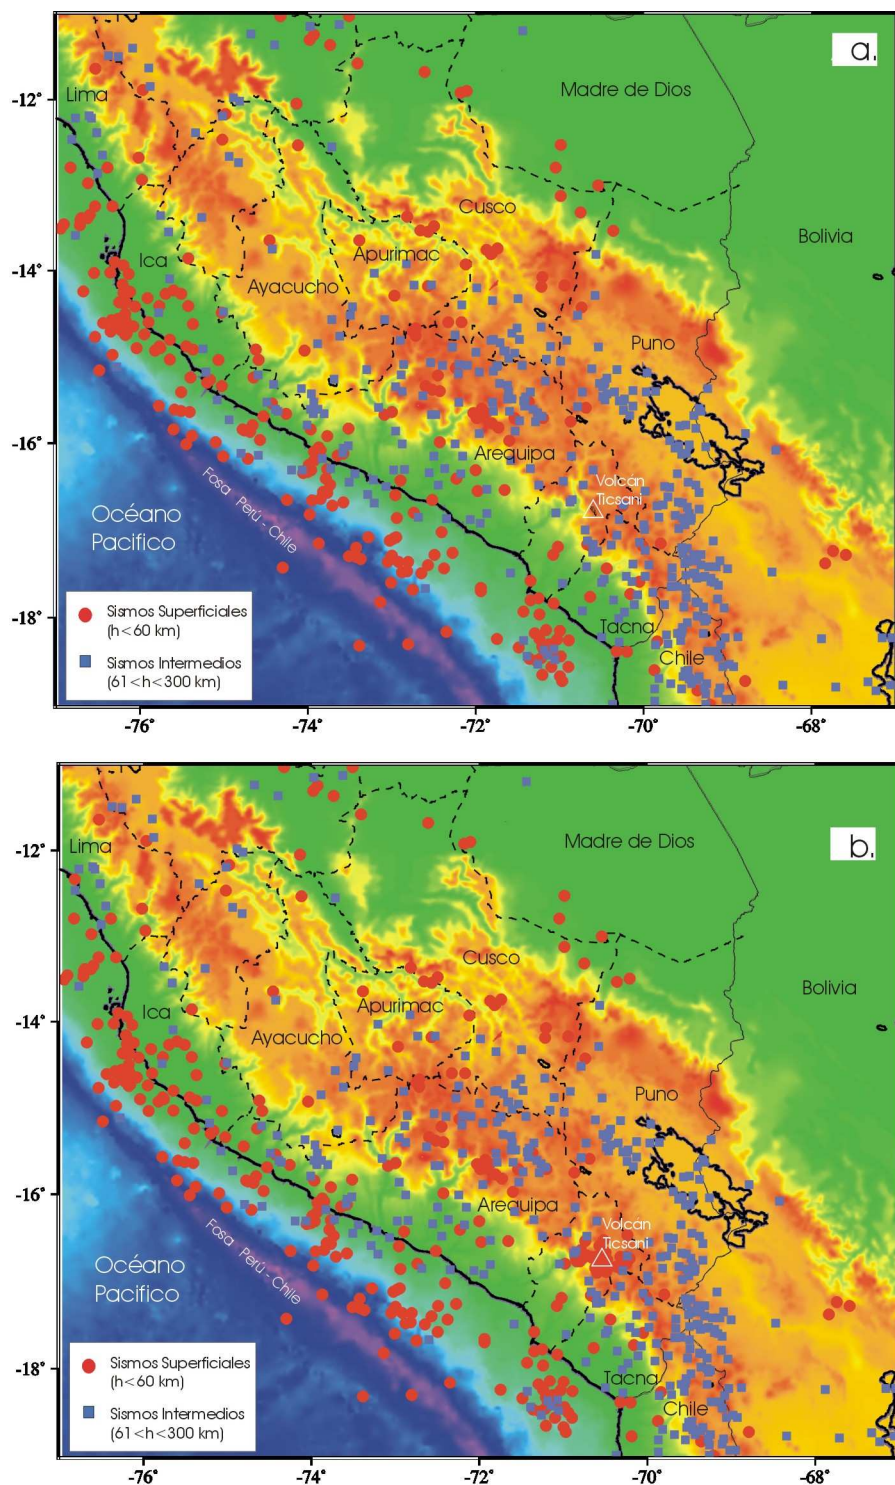 a.
-12°
Lima
Madre de Dios
Cusco
Bolivia
-14°
Ica
Apurimac
Ayacucho
Puno
-16°
Arequipa
Fosa Perú - Chile
Volcán
Ticsani
Océano
Pacifico
Sismos Superficiales
(h<60 km)
Sismos Intermedios
(61<h<300 km)
-18°
Tacna
Chile
-76°
-74°
-72°
-70°
-68°
b.
-12°
Lima
Madre de Dios
Cusco
Bolivia
-14°
Ica
Apurimac
Ayacucho
Puno
-16°
Arequipa
Fosa Perú - Chile
Volcán
Ticsani
Océano
Pacifico
Sismos Superficiales
(h<60 km)
Sismos Intermedios
(61<h<300 km)
-18°
Tacna
Chile
-76°
-74°
-72°
-70°
-68°